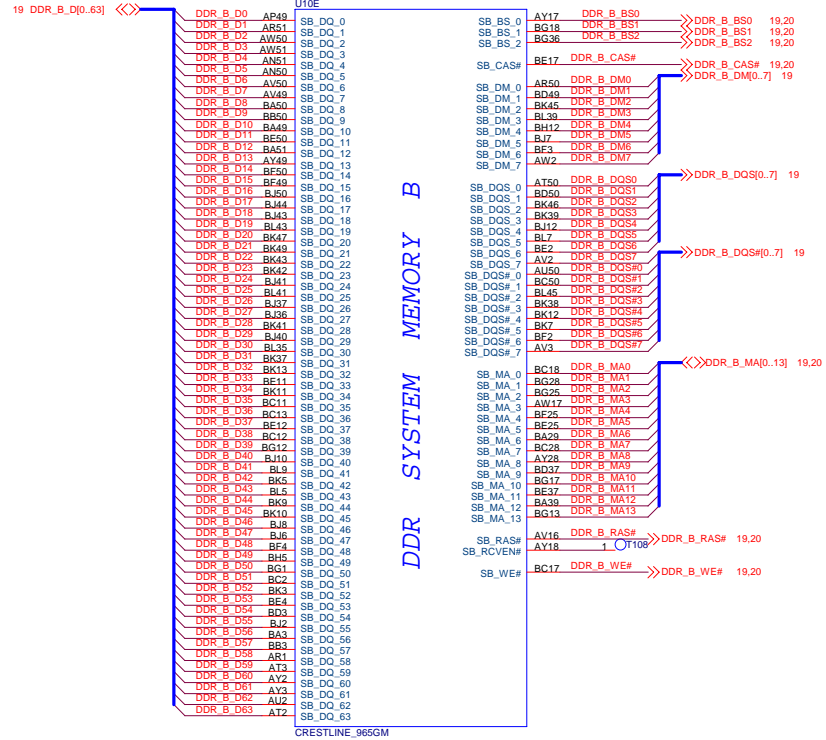 19 DDR_B_D[0..63]
U10E
DDR_B_D0 AP49 SB_DQ_0
DDR_B_D1 AR51 SB_DQ_1
DDR_B_D2 AW50 SB_DQ_2
DDR_B_D3 AW51 SB_DQ_3
DDR_B_D4 AN51 SB_DQ_4
DDR_B_D5 AN50 SB_DQ_5
DDR_B_D6 AV50 SB_DQ_6
DDR_B_D7 AV49 SB_DQ_7
DDR_B_D8 BA50 SB_DQ_8
DDR_B_D9 BB50 SB_DQ_9
DDR_B_D10 BA49 SB_DQ_10
DDR_B_D11 BE50 SB_DQ_11
DDR_B_D12 BA51 SB_DQ_12
DDR_B_D13 AY49 SB_DQ_13
DDR_B_D14 BF50 SB_DQ_14
DDR_B_D15 BF49 SB_DQ_15
DDR_B_D16 BJ50 SB_DQ_16
DDR_B_D17 BJ44 SB_DQ_17
DDR_B_D18 BJ43 SB_DQ_18
DDR_B_D19 BL43 SB_DQ_19
DDR_B_D20 BK47 SB_DQ_20
DDR_B_D21 BK49 SB_DQ_21
DDR_B_D22 BK43 SB_DQ_22
DDR_B_D23 BK42 SB_DQ_23
DDR_B_D24 BJ41 SB_DQ_24
DDR_B_D25 BL41 SB_DQ_25
DDR_B_D26 BJ37 SB_DQ_26
DDR_B_D27 BJ36 SB_DQ_27
DDR_B_D28 BK41 SB_DQ_28
DDR_B_D29 BJ40 SB_DQ_29
DDR_B_D30 BL35 SB_DQ_30
DDR_B_D31 BK37 SB_DQ_31
DDR_B_D32 BK13 SB_DQ_32
DDR_B_D33 BE11 SB_DQ_33
DDR_B_D34 BK11 SB_DQ_34
DDR_B_D35 BC11 SB_DQ_35
DDR_B_D36 BC13 SB_DQ_36
DDR_B_D37 BE12 SB_DQ_37
DDR_B_D38 BC12 SB_DQ_38
DDR_B_D39 BG12 SB_DQ_39
DDR_B_D40 BJ10 SB_DQ_40
DDR_B_D41 BL9 SB_DQ_41
DDR_B_D42 BK5 SB_DQ_42
DDR_B_D43 BL5 SB_DQ_43
DDR_B_D44 BK9 SB_DQ_44
DDR_B_D45 BK10 SB_DQ_45
DDR_B_D46 BJ8 SB_DQ_46
DDR_B_D47 BJ6 SB_DQ_47
DDR_B_D48 BF4 SB_DQ_48
DDR_B_D49 BH5 SB_DQ_49
DDR_B_D50 BG1 SB_DQ_50
DDR_B_D51 BC2 SB_DQ_51
DDR_B_D52 BK3 SB_DQ_52
DDR_B_D53 BE4 SB_DQ_53
DDR_B_D54 BD3 SB_DQ_54
DDR_B_D55 BJ2 SB_DQ_55
DDR_B_D56 BA3 SB_DQ_56
DDR_B_D57 BB3 SB_DQ_57
DDR_B_D58 AR1 SB_DQ_58
DDR_B_D59 AT3 SB_DQ_59
DDR_B_D60 AY2 SB_DQ_60
DDR_B_D61 AY3 SB_DQ_61
DDR_B_D62 AU2 SB_DQ_62
DDR_B_D63 AT2 SB_DQ_63
DDR SYSTEM MEMORY B
SB_BS_0 AY17 DDR_B_BS0 DDR_B_BS0 19,20
SB_BS_1 BG18 DDR_B_BS1 DDR_B_BS1 19,20
SB_BS_2 BG36 DDR_B_BS2 DDR_B_BS2 19,20
SB_CAS# BE17 DDR_B_CAS# DDR_B_CAS# 19,20
DDR_B_DM[0..7] 19
SB_DM_0 AR50 DDR_B_DM0
SB_DM_1 BD49 DDR_B_DM1
SB_DM_2 BK45 DDR_B_DM2
SB_DM_3 BL39 DDR_B_DM3
SB_DM_4 BH12 DDR_B_DM4
SB_DM_5 BJ7 DDR_B_DM5
SB_DM_6 BF3 DDR_B_DM6
SB_DM_7 AW2 DDR_B_DM7
DDR_B_DQS[0..7] 19
SB_DQS_0 AT50 DDR_B_DQS0
SB_DQS_1 BD50 DDR_B_DQS1
SB_DQS_2 BK46 DDR_B_DQS2
SB_DQS_3 BK39 DDR_B_DQS3
SB_DQS_4 BJ12 DDR_B_DQS4
SB_DQS_5 BL7 DDR_B_DQS5
SB_DQS_6 BE2 DDR_B_DQS6
SB_DQS_7 AV2 DDR_B_DQS7
DDR_B_DQS#[0..7] 19
SB_DQS#_0 AU50 DDR_B_DQS#0
SB_DQS#_1 BC50 DDR_B_DQS#1
SB_DQS#_2 BL45 DDR_B_DQS#2
SB_DQS#_3 BK38 DDR_B_DQS#3
SB_DQS#_4 BK12 DDR_B_DQS#4
SB_DQS#_5 BK7 DDR_B_DQS#5
SB_DQS#_6 BF2 DDR_B_DQS#6
SB_DQS#_7 AV3 DDR_B_DQS#7
DDR_B_MA[0..13] 19,20
SB_MA_0 BC18 DDR_B_MA0
SB_MA_1 BG28 DDR_B_MA1
SB_MA_2 BG25 DDR_B_MA2
SB_MA_3 AW17 DDR_B_MA3
SB_MA_4 BF25 DDR_B_MA4
SB_MA_5 BE25 DDR_B_MA5
SB_MA_6 BA29 DDR_B_MA6
SB_MA_7 BC28 DDR_B_MA7
SB_MA_8 AY28 DDR_B_MA8
SB_MA_9 BD37 DDR_B_MA9
SB_MA_10 BG17 DDR_B_MA10
SB_MA_11 BE37 DDR_B_MA11
SB_MA_12 BA39 DDR_B_MA12
SB_MA_13 BG13 DDR_B_MA13
SB_RAS# AV16 DDR_B_RAS# DDR_B_RAS# 19,20
SB_RCVEN# AY18 1 T108
SB_WE# BC17 DDR_B_WE# DDR_B_WE# 19,20
CRESTLINE_965GM